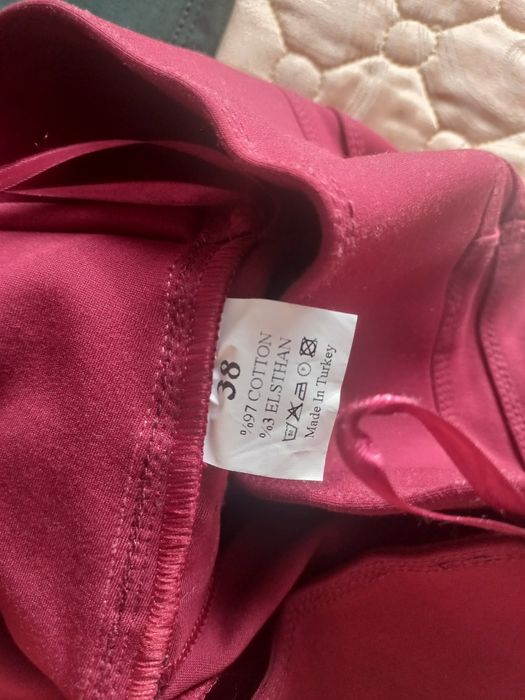 38
%97 COTTON
%3 ELSTHAN
Made In Turkey